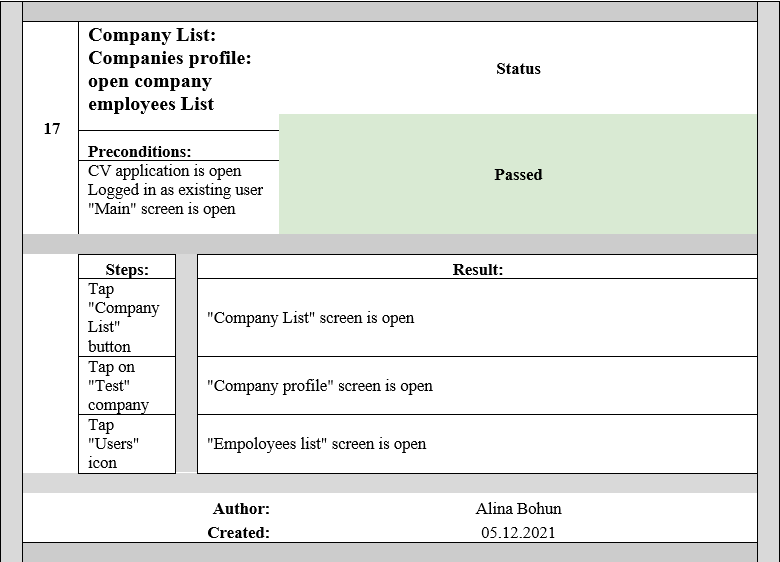 Company List:
Companies profile:
open company
employees List
Status
17
Preconditions:
CV application is open
Logged in as existing user
"Main" screen is open
Passed
Steps:
Result:
Tap
"Company
List"
button
"Company List" screen is open
Tap on
"Test"
company
"Company profile" screen is open
Tap
"Users"
icon
"Empoloyees list" screen is open
Author:
Alina Bohun
Created:
05.12.2021